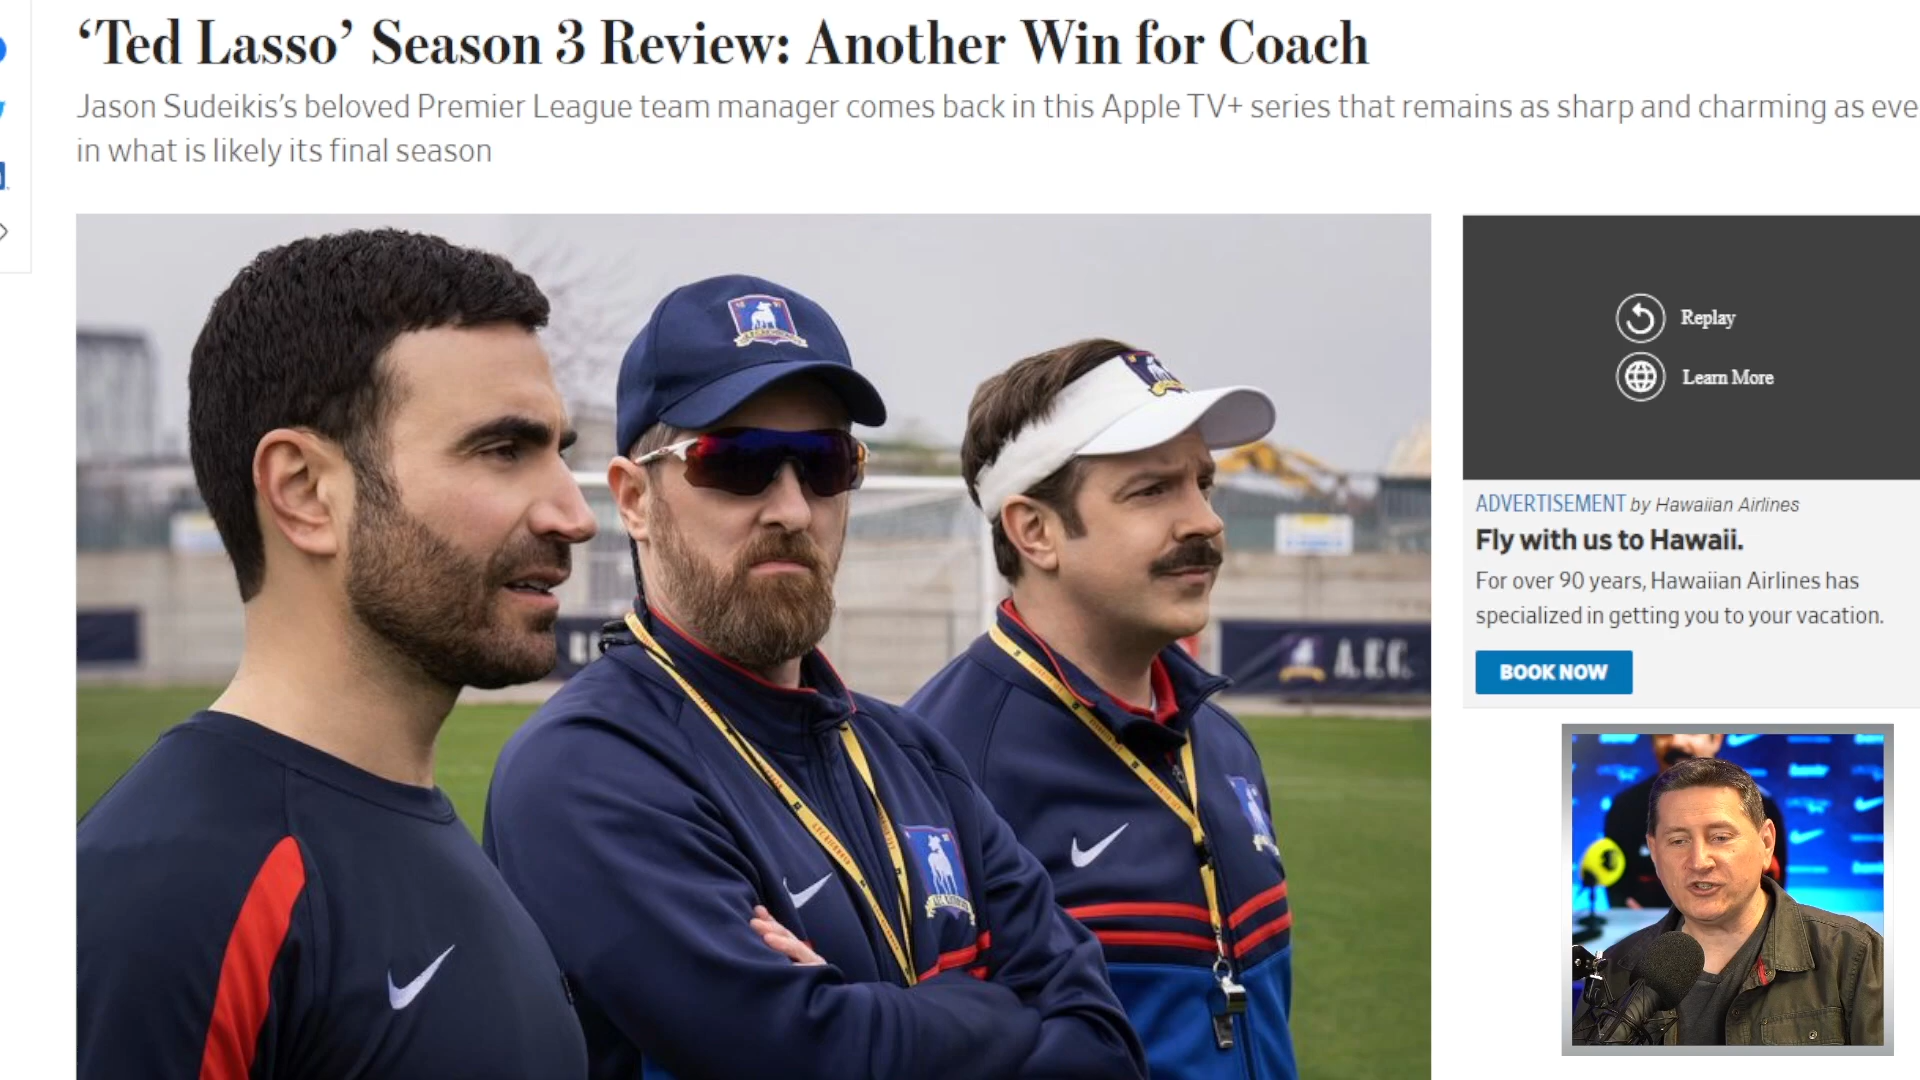 ‘Ted Lasso’ Season 3 Review: Another Win for Coach
Jason Sudeikis’s beloved Premier League team manager comes back in this Apple TV+ series that remains as sharp and charming as eve
in what is likely its final season
Replay
Learn More
ADVERTISEMENT by Hawaiian Airlines
Fly with us to Hawaii.
For over 90 years, Hawaiian Airlines has
specialized in getting you to your vacation.
BOOK NOW
A.F.C.